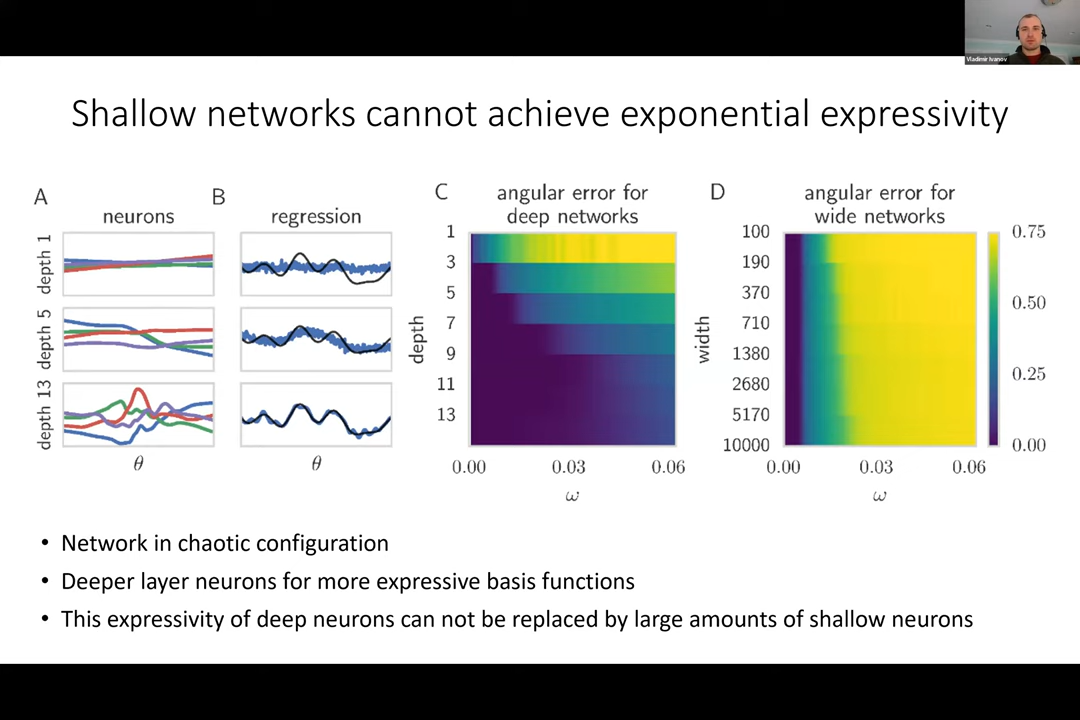 Vladimir Ivanov
Shallow networks cannot achieve exponential expressivity
A
neurons
depth 1
depth 5
depth 13
θ
B
regression
θ
C
angular error for
deep networks
depth
1
3
5
7
9
11
13
0.00 0.03 0.06
ω
D
angular error for
wide networks
width
100
190
370
710
1380
2680
5170
10000
0.00 0.03 0.06
ω
0.75
0.50
0.25
0.00
• Network in chaotic configuration
• Deeper layer neurons for more expressive basis functions
• This expressivity of deep neurons can not be replaced by large amounts of shallow neurons